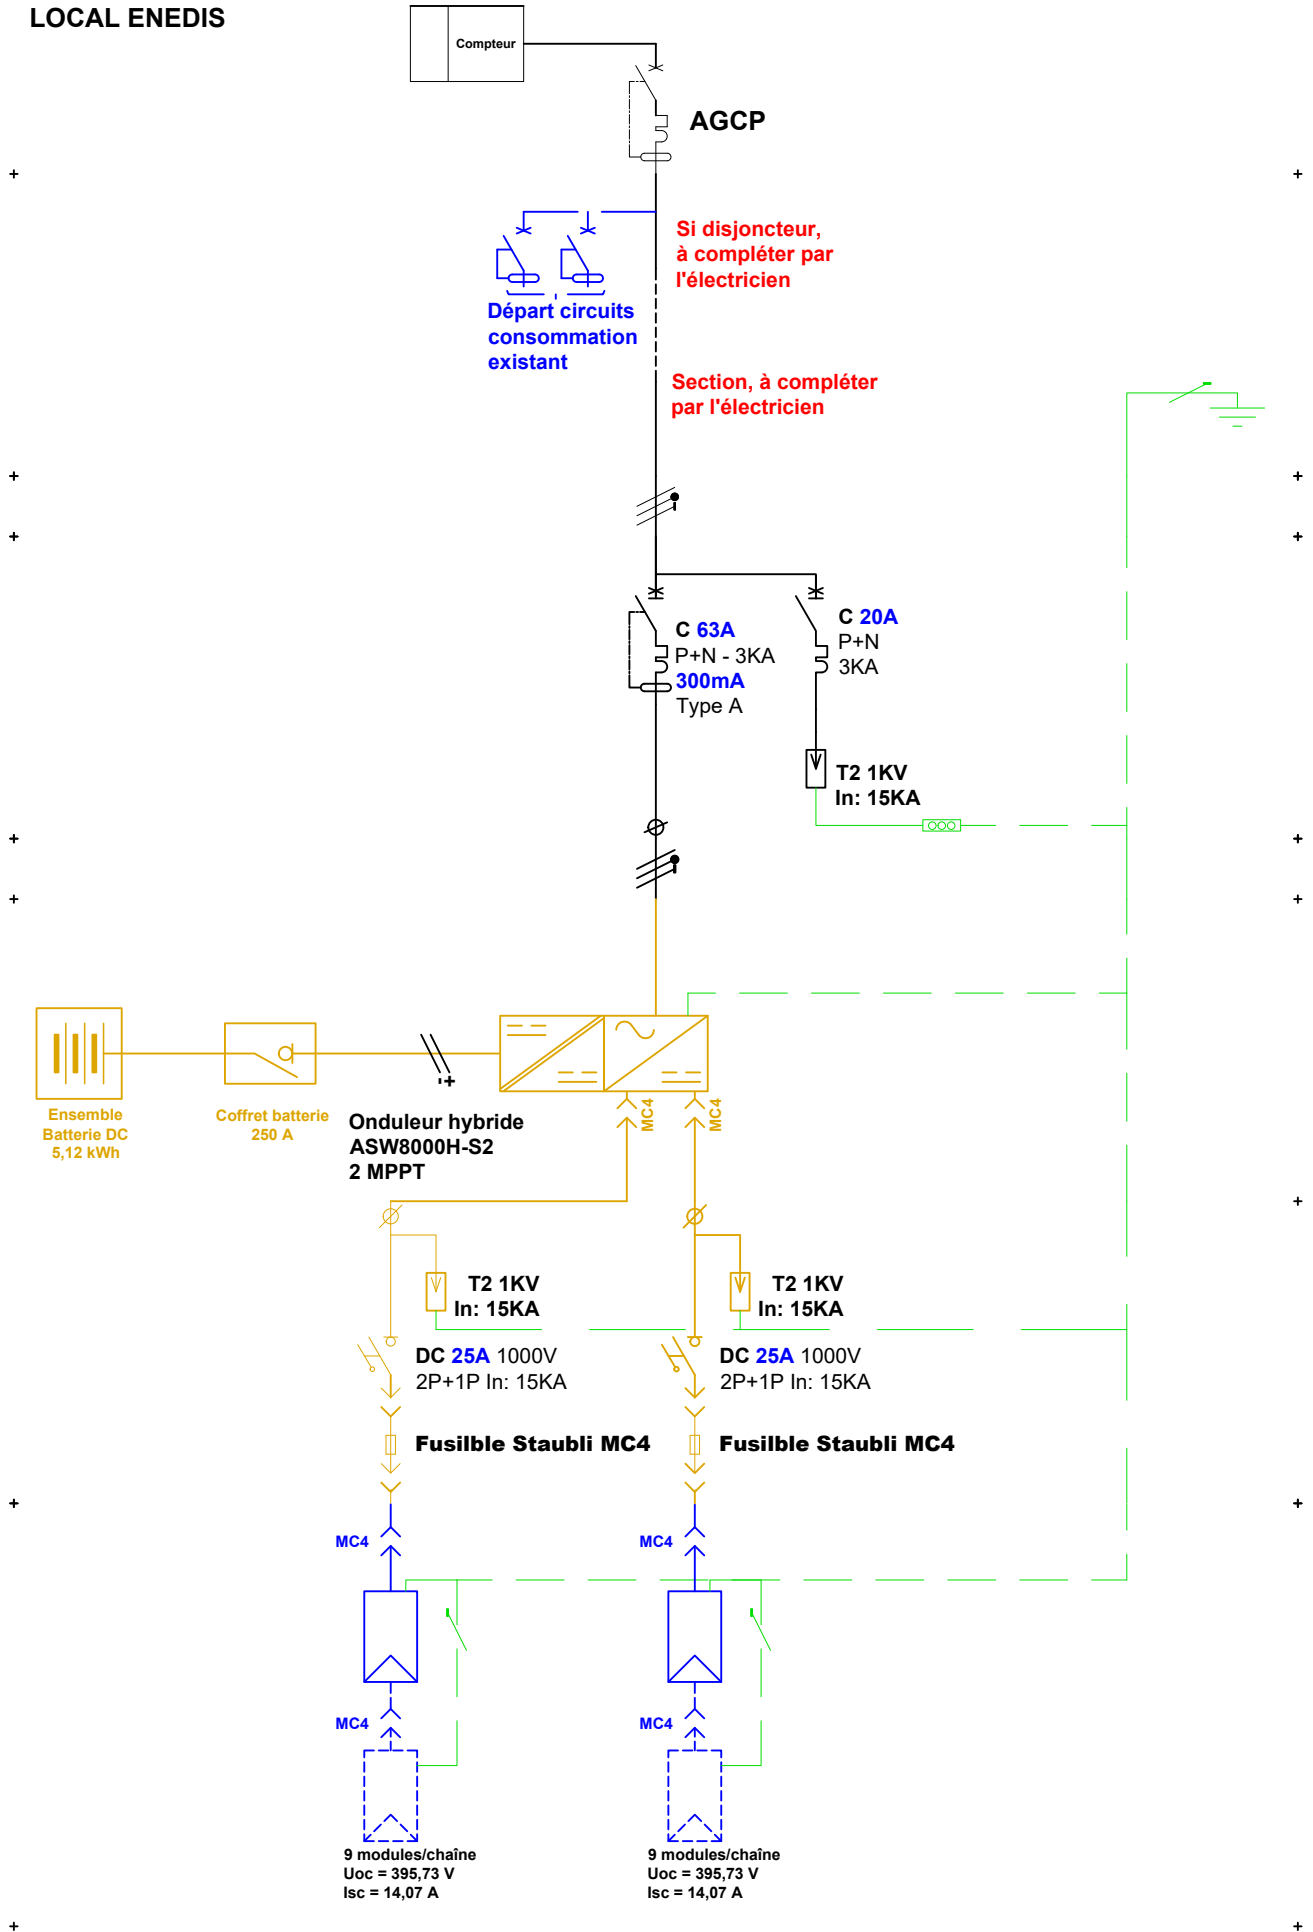 LOCAL ENEDIS
Compteur
AGCP
Si disjoncteur,
à compléter par
l'électricien
Départ circuits
consommation
existant
Section, à compléter
par l'électricien
C 63A
P+N - 3KA
300mA
Type A
C 20A
P+N
3KA
T2 1KV
In: 15KA
Ensemble
Batterie DC
5,12 kWh
Coffret batterie
250 A
Onduleur hybride
ASW8000H-S2
2 MPPT
MC4
MC4
T2 1KV
In: 15KA
T2 1KV
In: 15KA
DC 25A 1000V
2P+1P In: 15KA
DC 25A 1000V
2P+1P In: 15KA
Fusilble Staubli MC4
Fusilble Staubli MC4
MC4
MC4
MC4
MC4
9 modules/chaîne
Uoc = 395,73 V
Isc = 14,07 A
9 modules/chaîne
Uoc = 395,73 V
Isc = 14,07 A